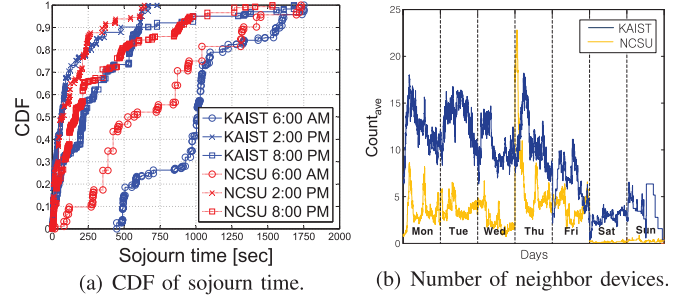 1
0.9
0.8
0.7
0.6
0.5
0.4
0.3
0.2
0.1
0
CDF
KAIST 6:00 AM
KAIST 2:00 PM
KAIST 8:00 PM
NCSU 6:00 AM
NCSU 2:00 PM
NCSU 8:00 PM
0 250 500 750 1000 1250 1500 1750 2000
Sojourn time [sec]
(a) CDF of sojourn time.
25
20
15
10
5
0
Count_ave
KAIST
NCSU
Mon Tue Wed Thu Fri Sat Sun
Days
(b) Number of neighbor devices.